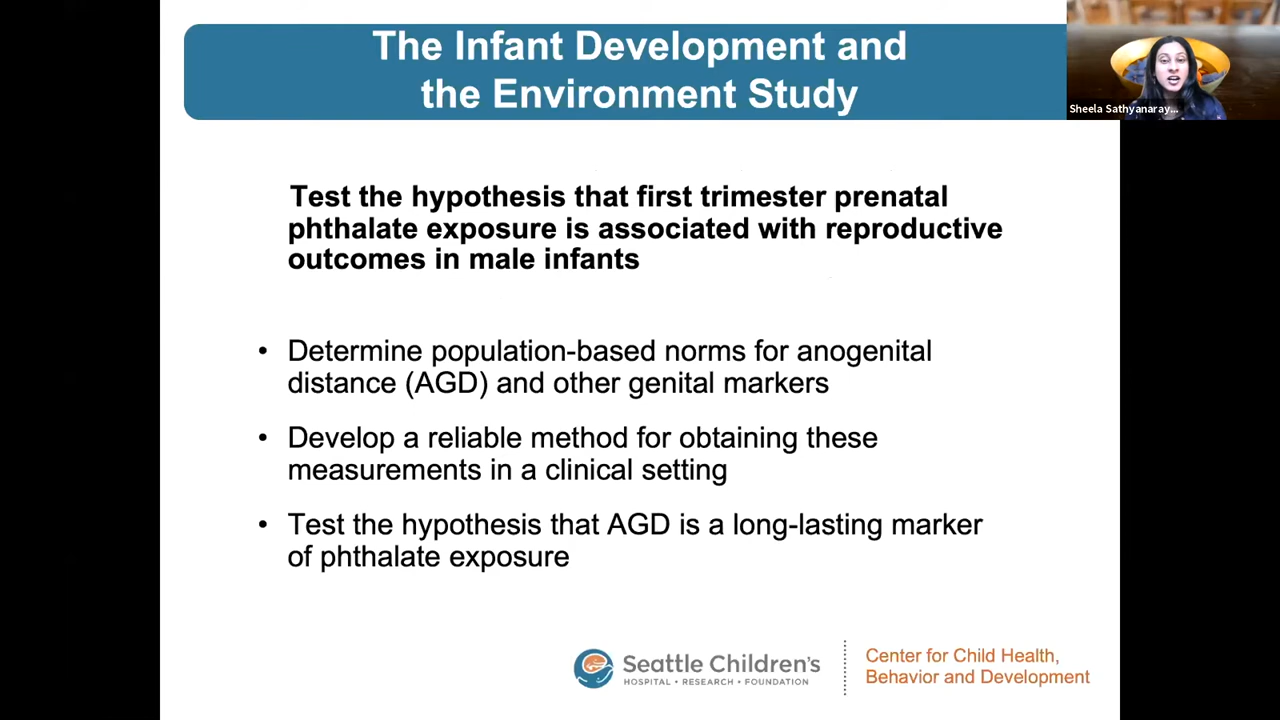 The Infant Development and
the Environment Study
Sheela Sathyanaray...
Test the hypothesis that first trimester prenatal
phthalate exposure is associated with reproductive
outcomes in male infants
• Determine population-based norms for anogenital
distance (AGD) and other genital markers
• Develop a reliable method for obtaining these
measurements in a clinical setting
• Test the hypothesis that AGD is a long-lasting marker
of phthalate exposure
Seattle Children's
HOSPITAL • RESEARCH • FOUNDATION
Center for Child Health,
Behavior and Development